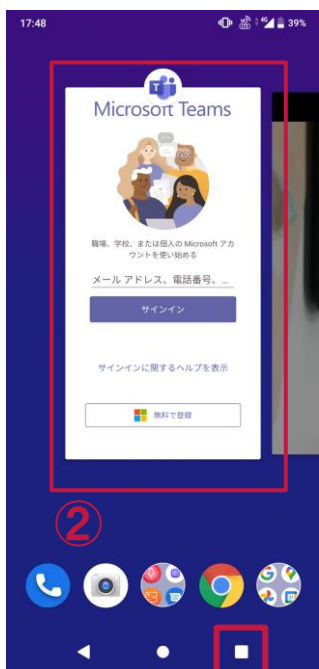 17:48
4G
39%
Microsoft Teams
職場、学校、または個人の Microsoft アカ
ウントを使い始める
メール アドレス、電話番号、...
サインイン
サインインに関するヘルプを表示
無料で登録
②